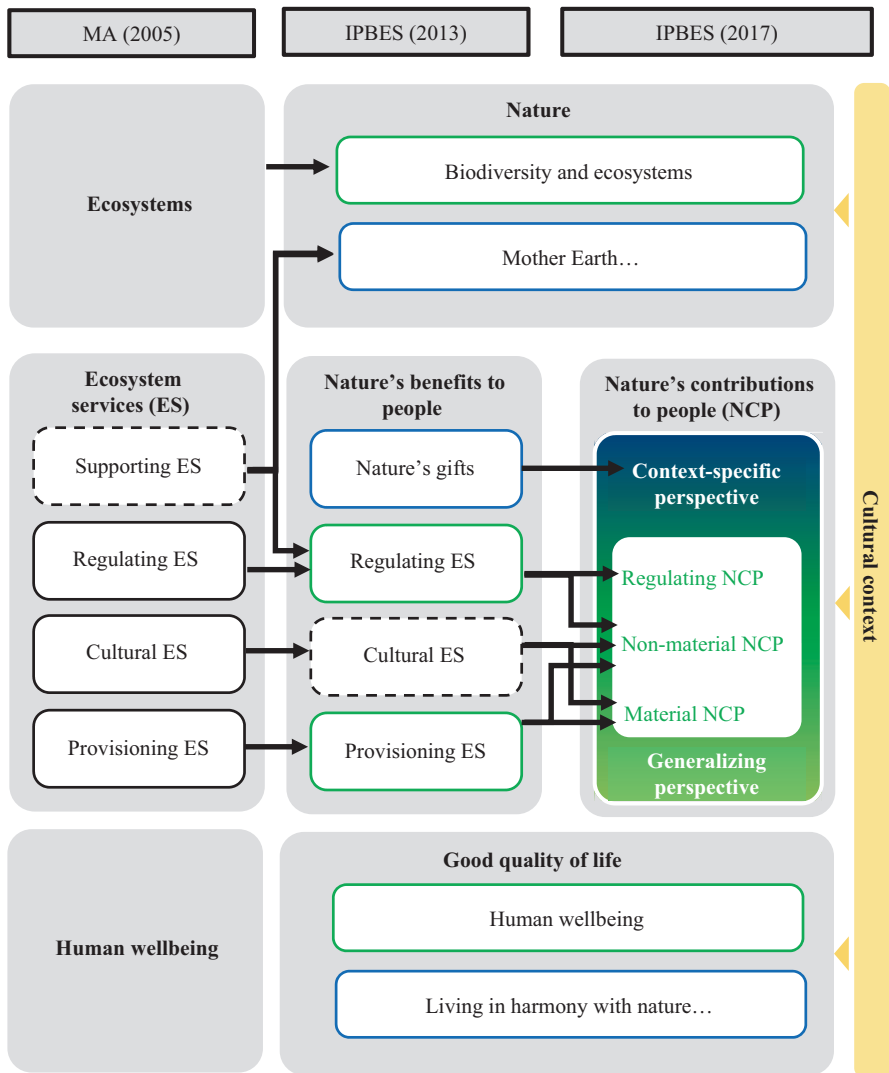 MA (2005)
IPBES (2013)
IPBES (2017)
Ecosystems
Nature
Biodiversity and ecosystems
Mother Earth…
Ecosystem
services (ES)
Supporting ES
Regulating ES
Cultural ES
Provisioning ES
Nature’s benefits to
people
Nature’s gifts
Regulating ES
Cultural ES
Provisioning ES
Nature’s contributions
to people (NCP)
Context-specific
perspective
Regulating NCP
Non-material NCP
Material NCP
Generalizing
perspective
Human wellbeing
Good quality of life
Human wellbeing
Living in harmony with nature…
Cultural context